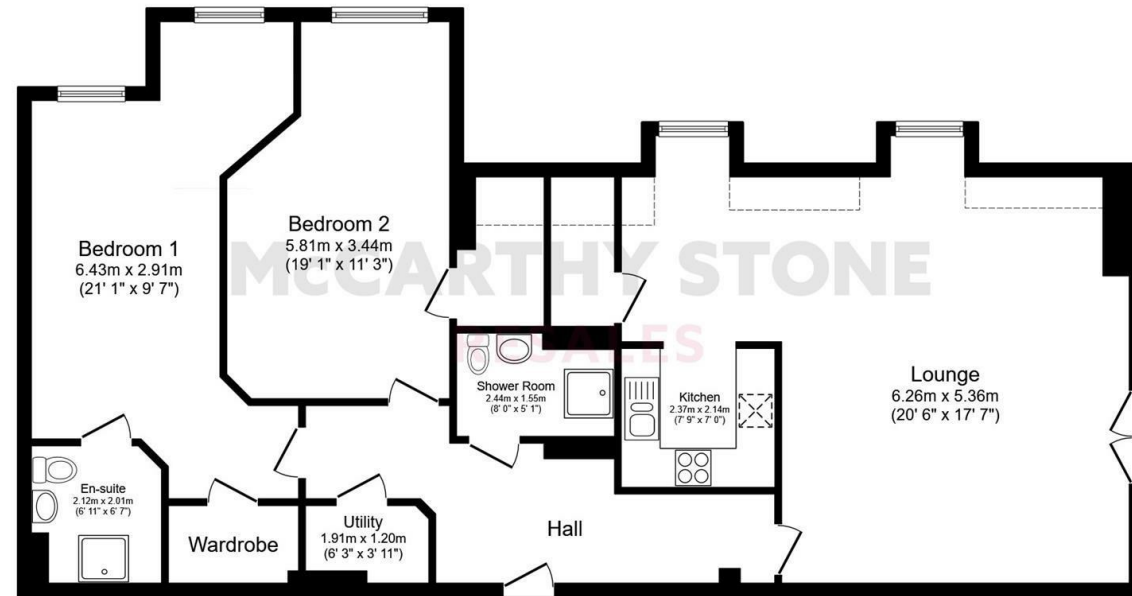 Bedroom 1
6.43m x 2.91m
(21' 1" x 9' 7")
Bedroom 2
5.81m x 3.44m
(19' 1" x 11' 3")
McCARTHY STONE
RESALES
Shower Room
2.44m x 1.55m
(8' 0" x 5' 1")
Kitchen
2.37m x 2.14m
(7' 9" x 7' 0")
Lounge
6.26m x 5.36m
(20' 6" x 17' 7")
En-suite
2.12m x 2.01m
(6' 11" x 6' 7")
Wardrobe
Utility
1.91m x 1.20m
(6' 3" x 3' 11")
Hall